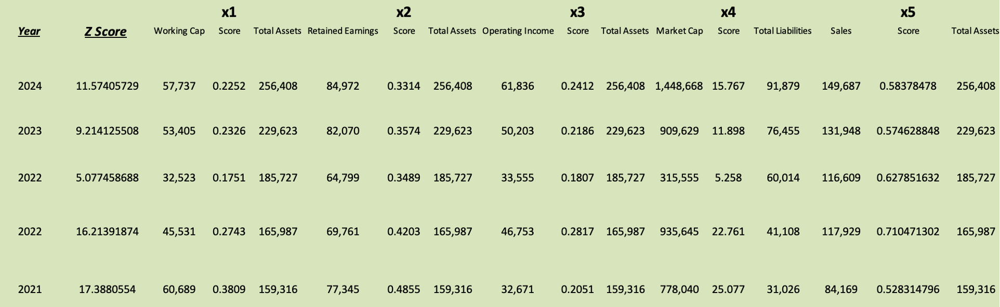 x1 x2 x3 x4 x5
Year Z Score Working Cap Score Total Assets Retained Earnings Score Total Assets Operating Income Score Total Assets Market Cap Score Total Liabilities Sales Score Total Assets
2024 11.57405729 57,737 0.2252 256,408 84,972 0.3314 256,408 61,836 0.2412 256,408 1,448,668 15.767 91,879 149,687 0.58378478 256,408
2023 9.214125508 53,405 0.2326 229,623 82,070 0.3574 229,623 50,203 0.2186 229,623 909,629 11.898 76,455 131,948 0.574628848 229,623
2022 5.077458688 32,523 0.1751 185,727 64,799 0.3489 185,727 33,555 0.1807 185,727 315,555 5.258 60,014 116,609 0.627851632 185,727
2022 16.21391874 45,531 0.2743 165,987 69,761 0.4203 165,987 46,753 0.2817 165,987 935,645 22.761 41,108 117,929 0.710471302 165,987
2021 17.3880554 60,689 0.3809 159,316 77,345 0.4855 159,316 32,671 0.2051 159,316 778,040 25.077 31,026 84,169 0.528314796 159,316